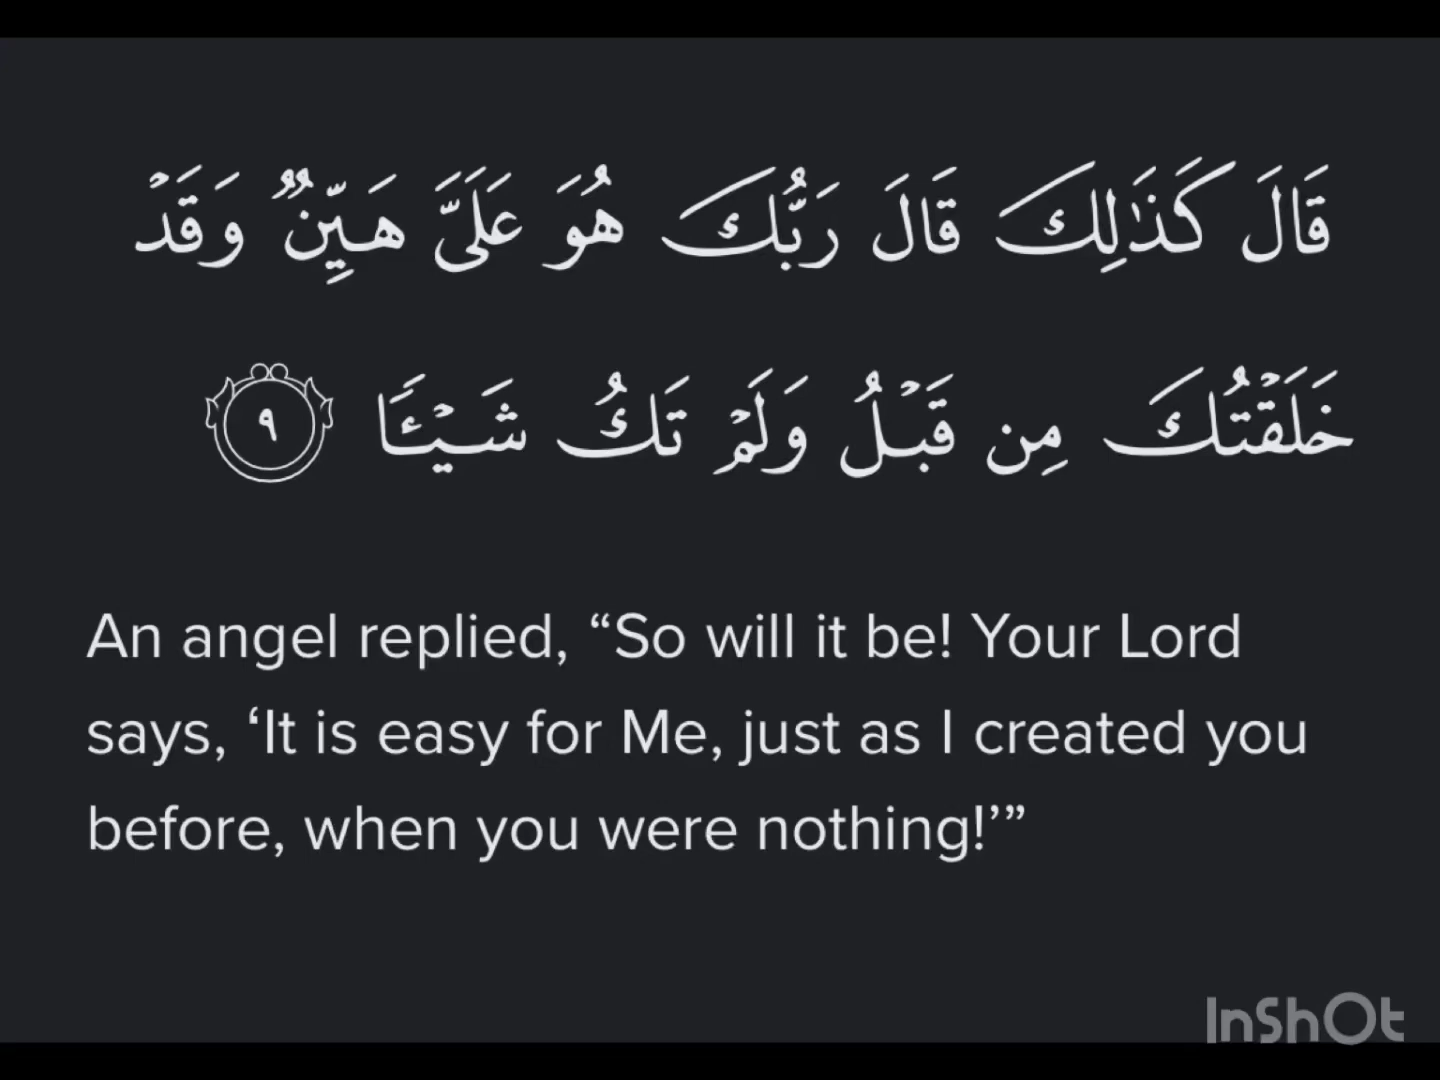 قَالَ كَذَٰلِكَ قَالَ رَبُّكَ هُوَ عَلَىَّ هَيِّنٌۭ وَقَدْ
خَلَقْتُكَ مِن قَبْلُ وَلَمْ تَكُ شَيْـًۭٔا ٩
An angel replied, “So will it be! Your Lord
says, ‘It is easy for Me, just as I created you
before, when you were nothing!’”
InShOt